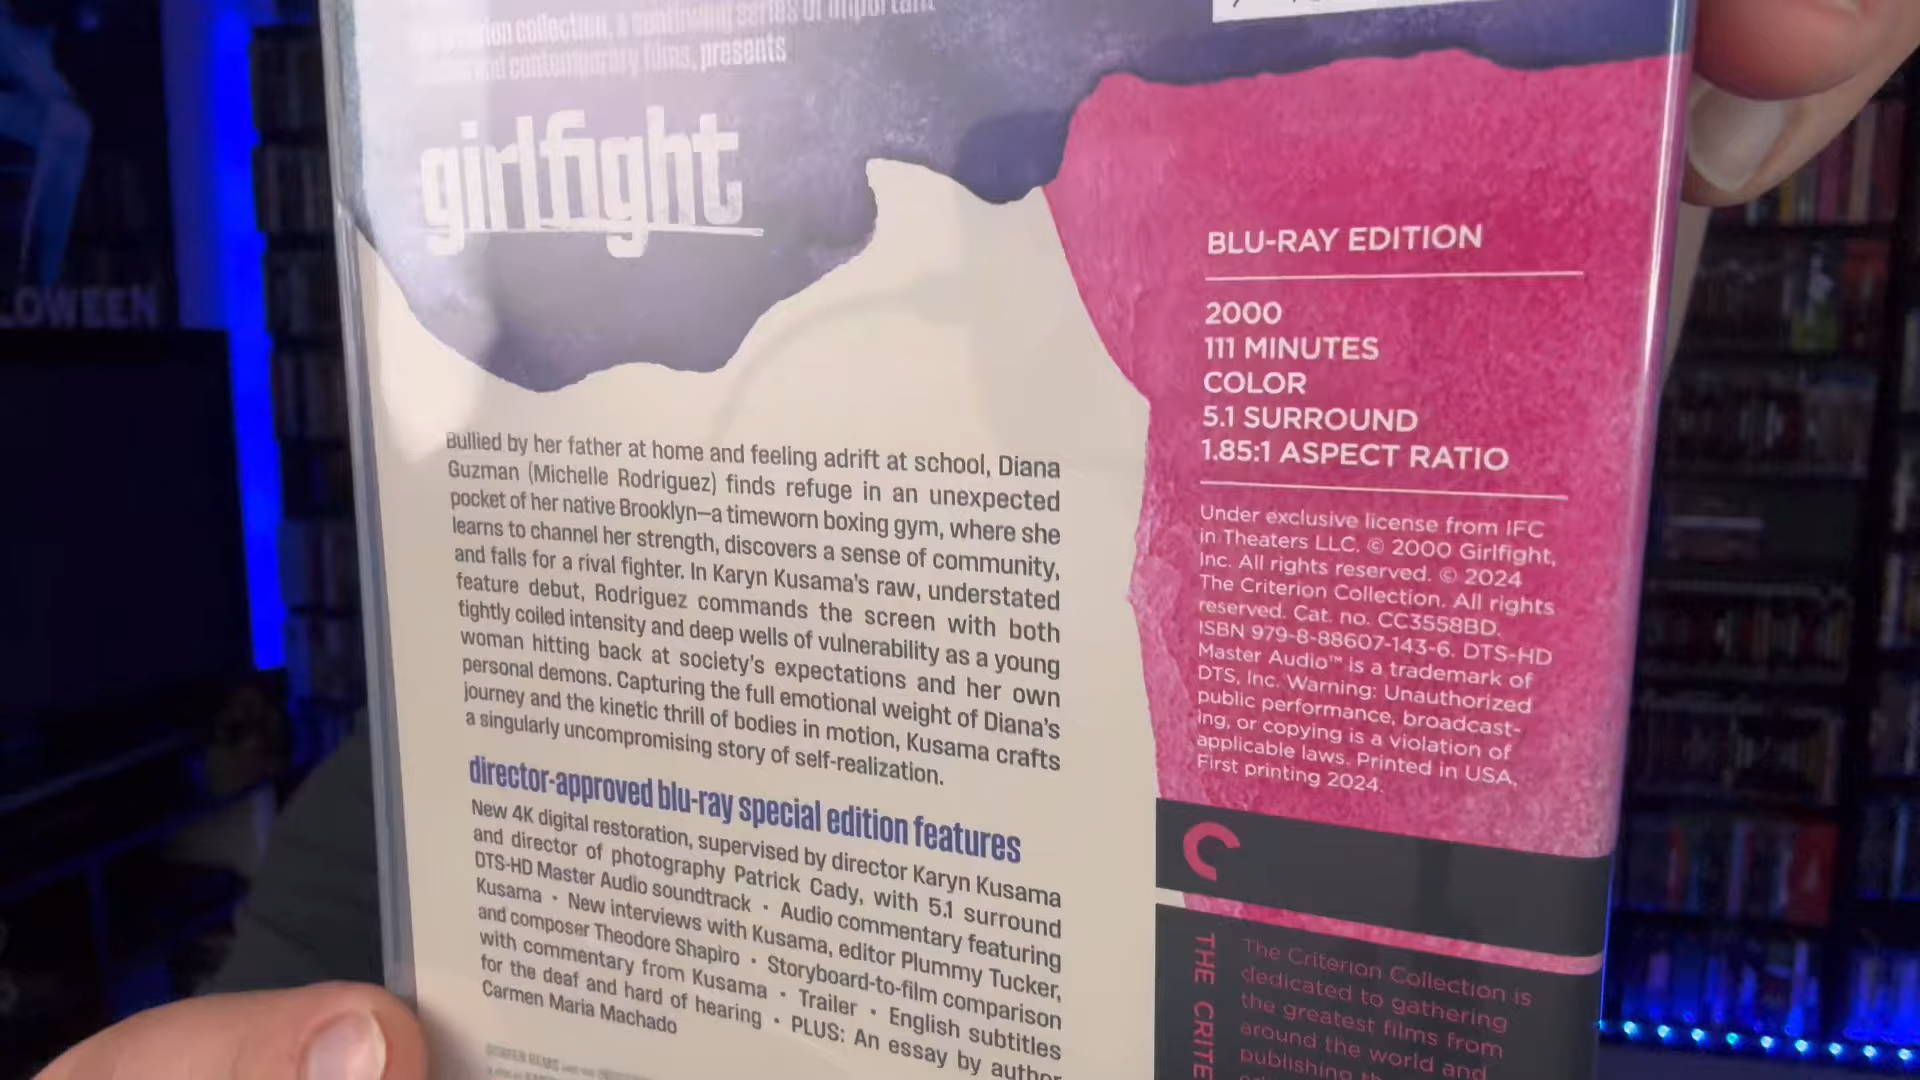 criterion collection, a continuing series of important
and contemporary films, presents
girlfight
Bullied by her father at home and feeling adrift at school, Diana
Guzman (Michelle Rodriguez) finds refuge in an unexpected
pocket of her native Brooklyn—a timeworn boxing gym, where she
learns to channel her strength, discovers a sense of community,
and falls for a rival fighter. In Karyn Kusama's raw, understated
feature debut, Rodriguez commands the screen with both
tightly coiled intensity and deep wells of vulnerability as a young
woman hitting back at society's expectations and her own
personal demons. Capturing the full emotional weight of Diana's
journey and the kinetic thrill of bodies in motion, Kusama crafts
a singularly uncompromising story of self-realization.
director-approved blu-ray special edition features
New 4K digital restoration, supervised by director Karyn Kusama
and director of photography Patrick Cady, with 5.1 surround
DTS-HD Master Audio soundtrack • Audio commentary featuring
Kusama • New interviews with Kusama, editor Plummy Tucker,
and composer Theodore Shapiro • Storyboard-to-film comparison
with commentary from Kusama • Trailer • English subtitles
for the deaf and hard of hearing • PLUS: An essay by author
Carmen Maria Machado
BLU-RAY EDITION
2000
111 MINUTES
COLOR
5.1 SURROUND
1.85:1 ASPECT RATIO
Under exclusive license from IFC
in Theaters LLC. © 2000 Girlfight,
Inc. All rights reserved. © 2024
The Criterion Collection. All rights
reserved. Cat. no. CC3558BD.
ISBN 979-8-88607-143-6. DTS-HD
Master Audio™ is a trademark of
DTS, Inc. Warning: Unauthorized
public performance, broadcast-
ing, or copying is a violation of
applicable laws. Printed in USA,
First printing 2024.
THE CRITE
The Criterion Collection is
dedicated to gathering
the greatest films from
around the world and
publishing
LOWEEN